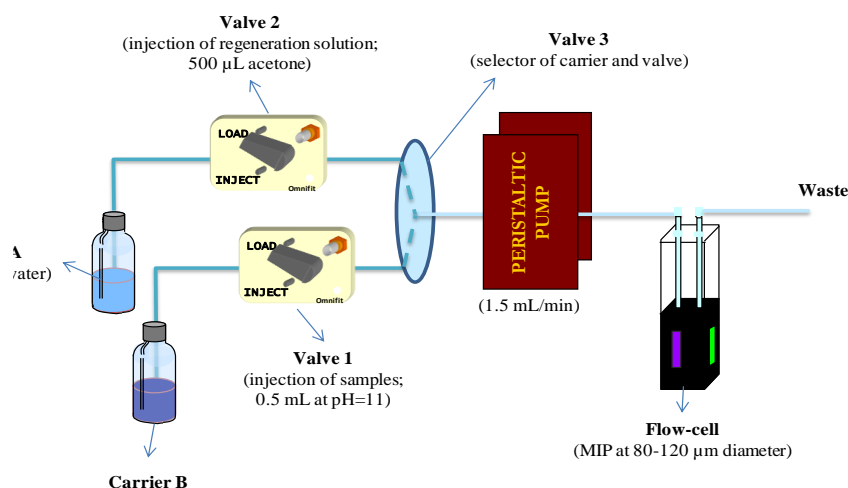 Valve 2
(injection of regeneration solution;
500 µL acetone)
Valve 3
(selector of carrier and valve)
LOAD
INJECT
Omnifit
LOAD
INJECT
Omnifit
PERISTALTIC
PUMP
(1.5 mL/min)
Waste
A
water)
Valve 1
(injection of samples;
0.5 mL at pH=11)
Flow-cell
(MIP at 80-120 µm diameter)
Carrier B